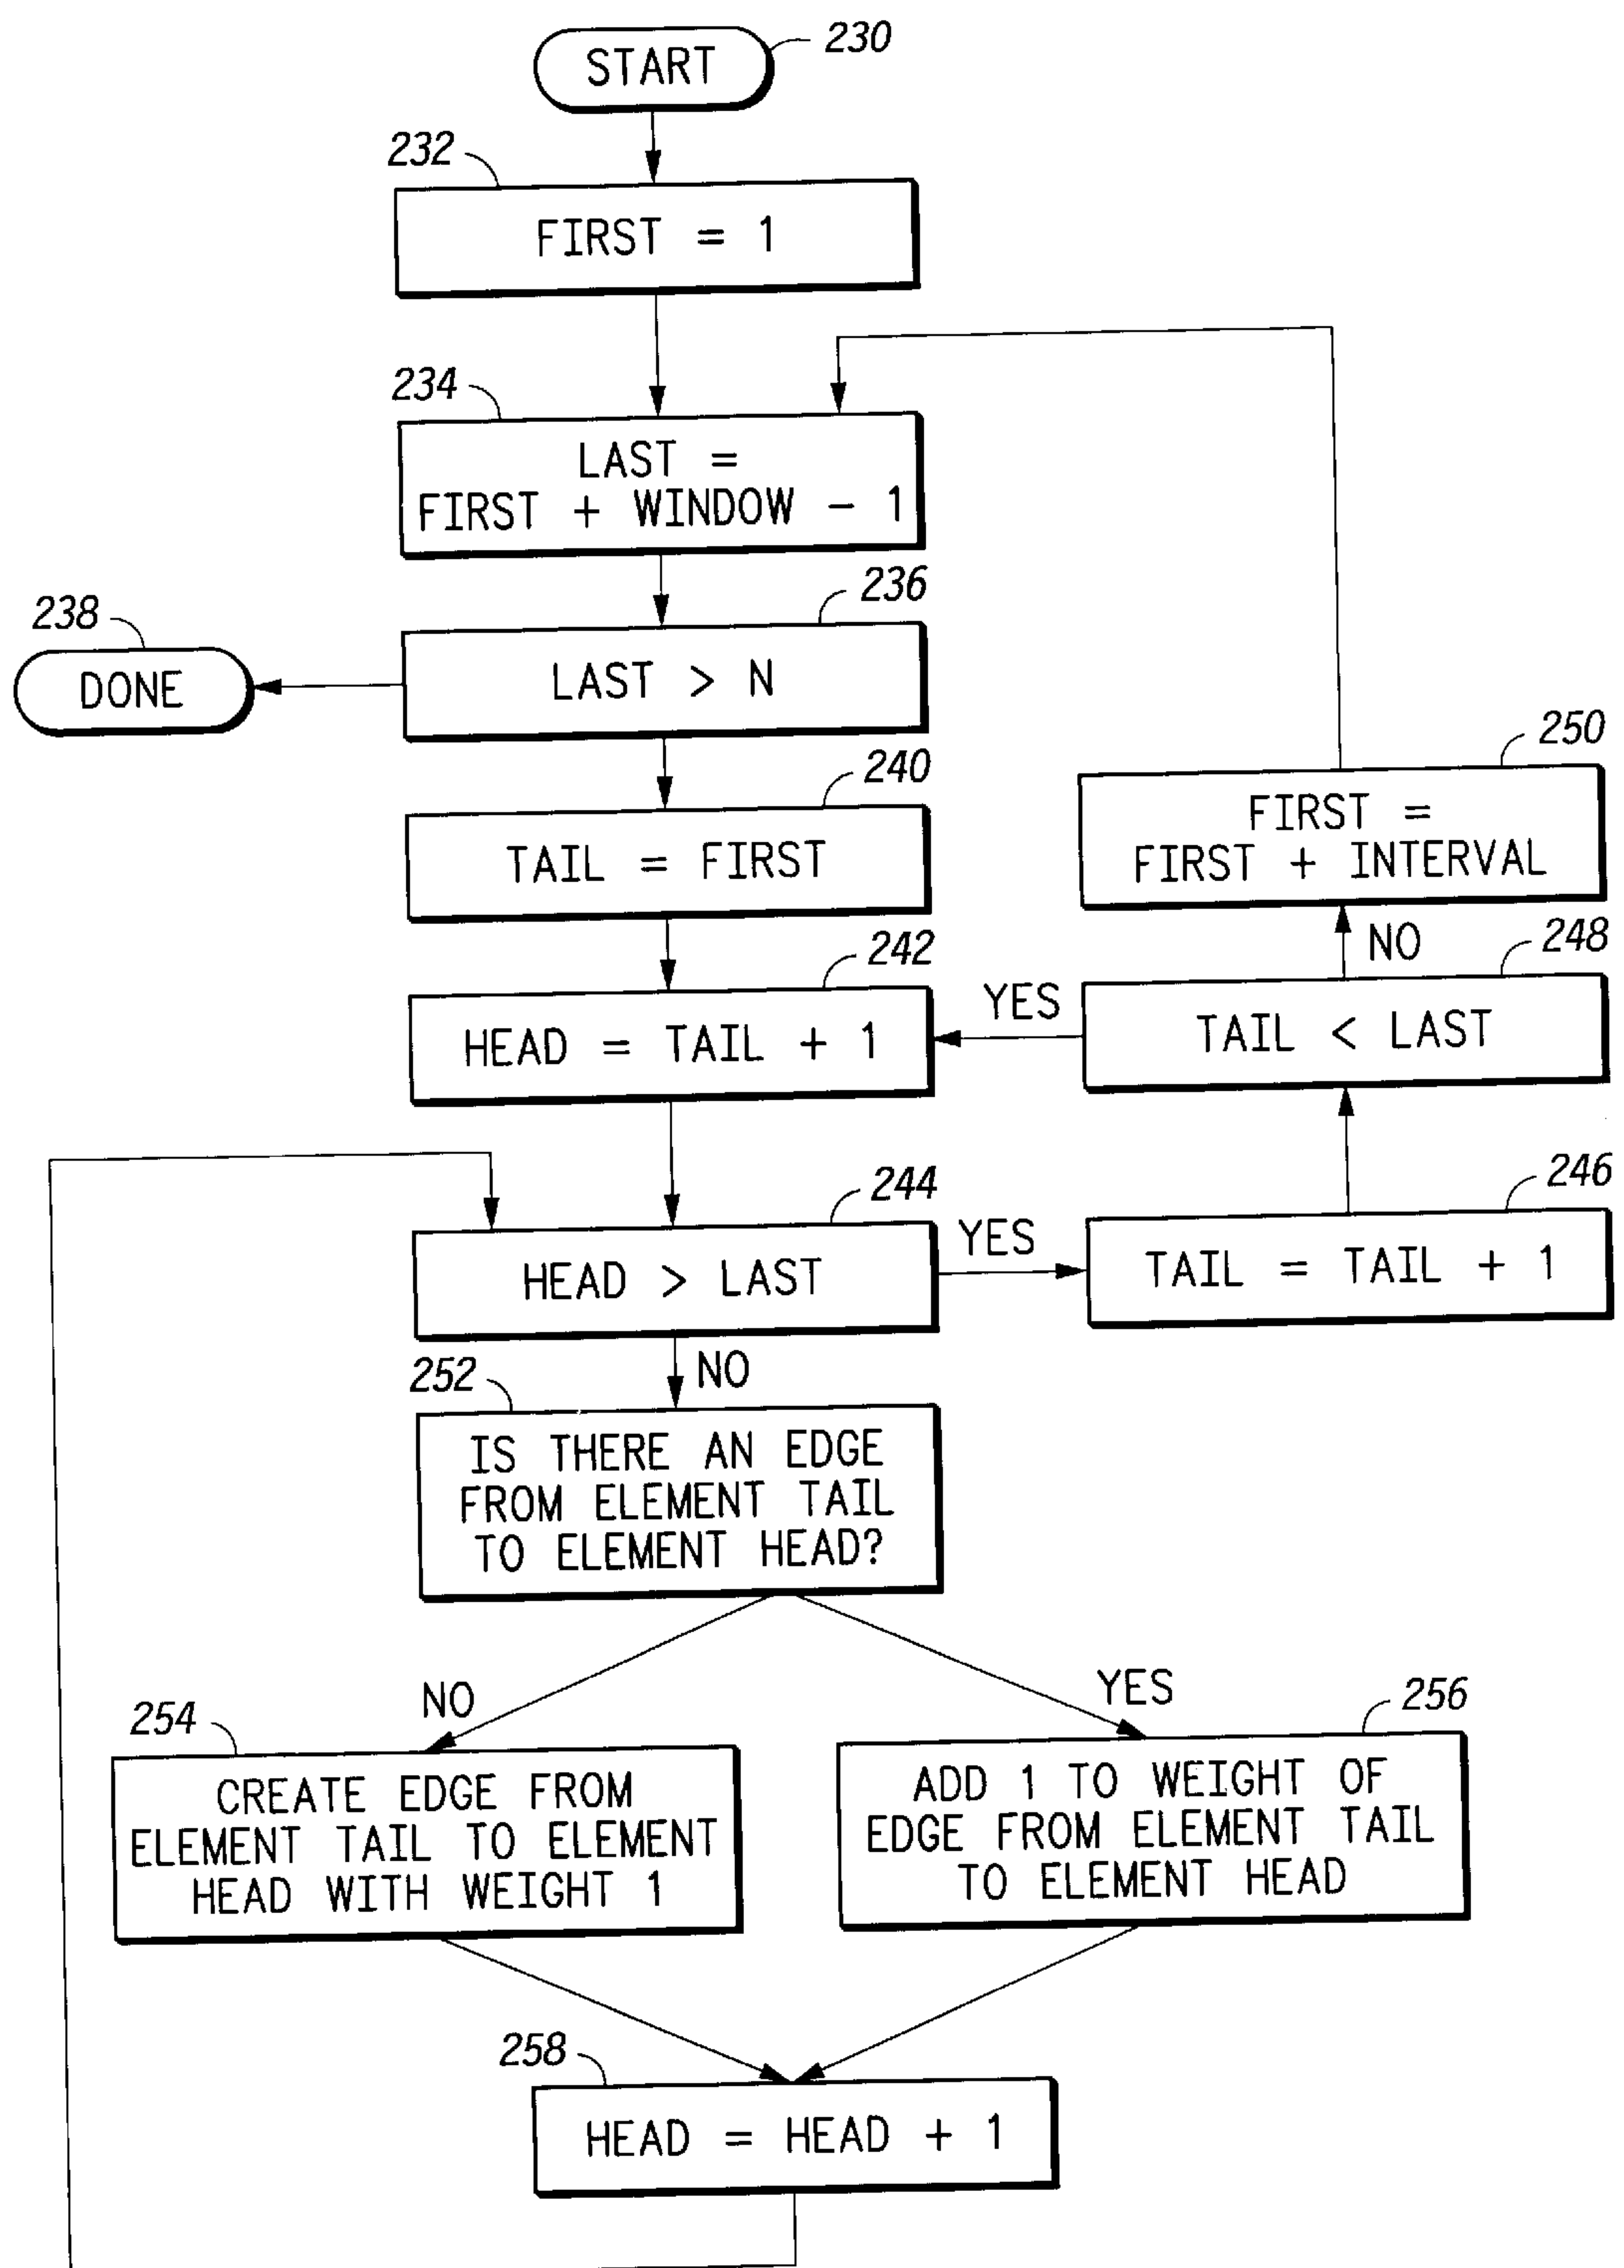 START
230
232
FIRST = 1
234
LAST =
FIRST + WINDOW - 1
236
LAST > N
238
DONE
240
TAIL = FIRST
250
FIRST =
FIRST + INTERVAL
242
HEAD = TAIL + 1
YES
NO
248
TAIL < LAST
244
HEAD > LAST
YES
246
TAIL = TAIL + 1
NO
252
IS THERE AN EDGE
FROM ELEMENT TAIL
TO ELEMENT HEAD?
NO
YES
254
CREATE EDGE FROM
ELEMENT TAIL TO ELEMENT
HEAD WITH WEIGHT 1
256
ADD 1 TO WEIGHT OF
EDGE FROM ELEMENT TAIL
TO ELEMENT HEAD
258
HEAD = HEAD + 1